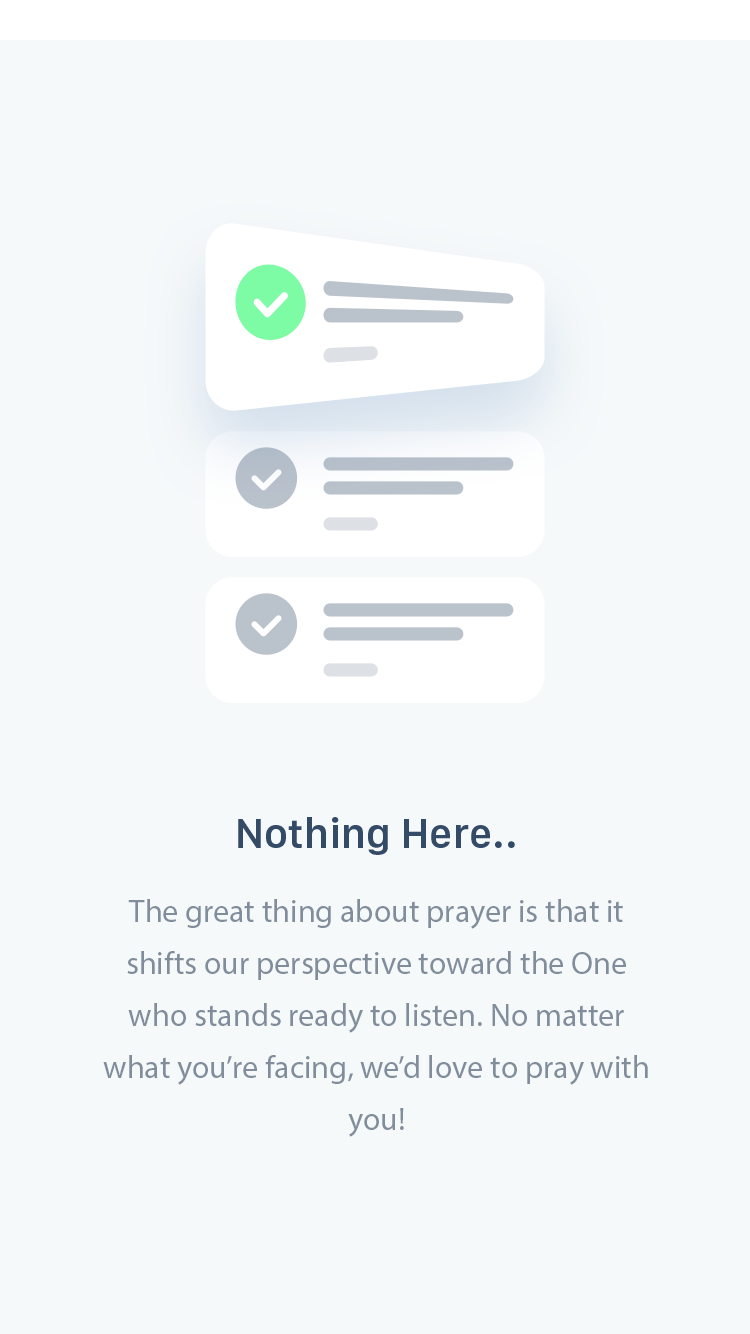 Nothing Here..
The great thing about prayer is that it
shifts our perspective toward the One
who stands ready to listen. No matter
what you’re facing, we’d love to pray with
you!